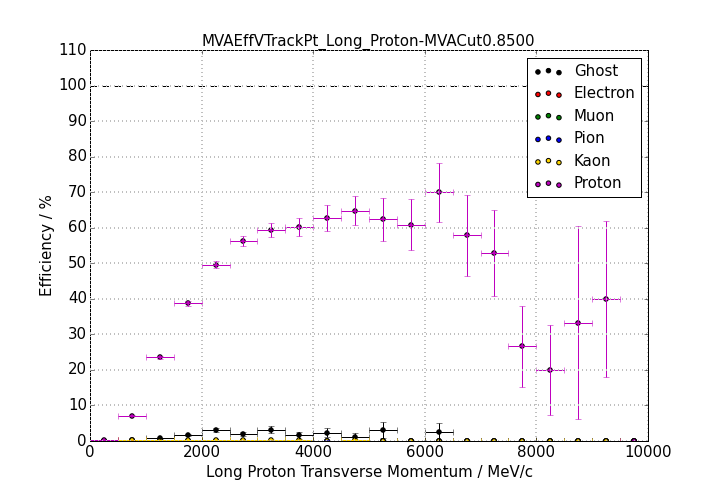 MVAEffVTrackPt_Long_Proton-MVACut0.8500
110
100
90
80
70
60
50
40
30
20
10
0
Efficiency / %
Ghost
Electron
Muon
Pion
Kaon
Proton
0 2000 4000 6000 8000 10000
Long Proton Transverse Momentum / MeV/c